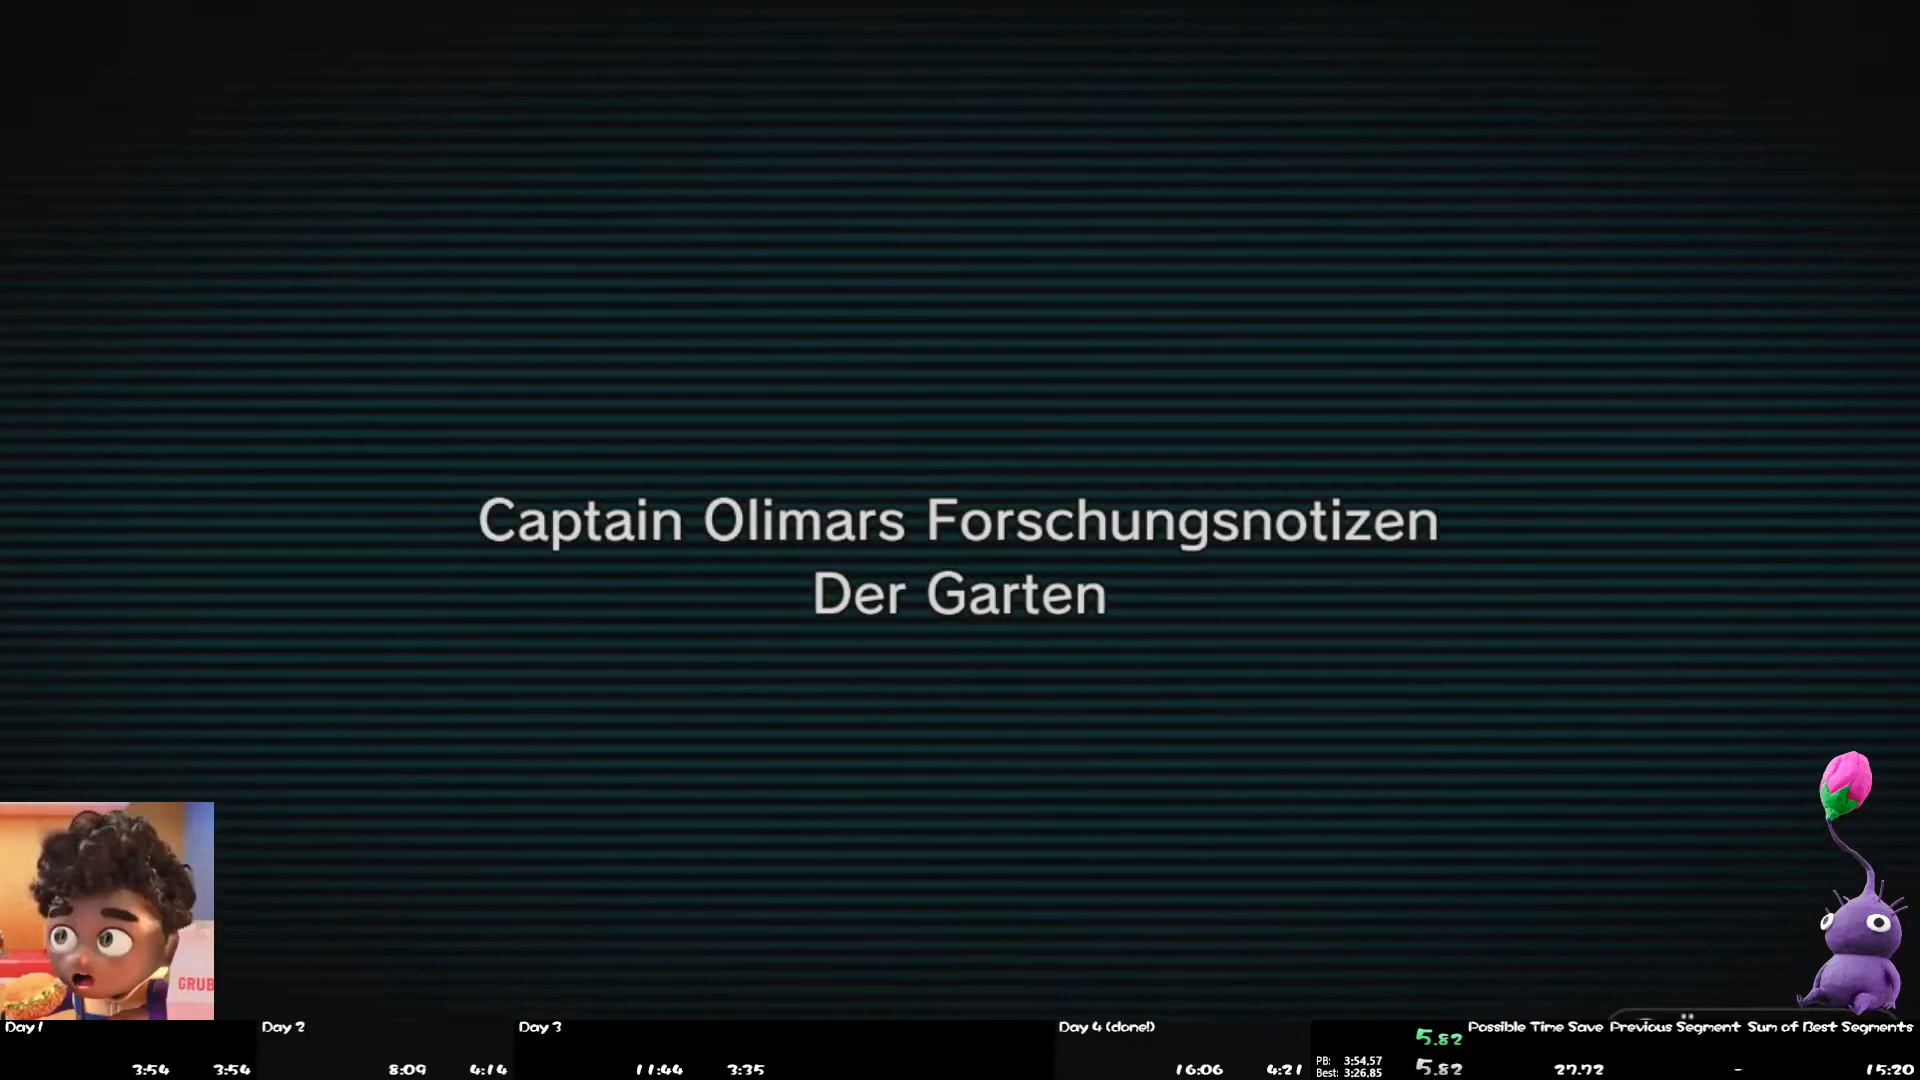 Captain Olimars Forschungsnotizen
Der Garten
GRUB
Day 1
3:54 3:54
Day 2
8:09 4:14
Day 3
11:44 3:35
Day 4 (done!)
16:06 4:21
PB: 3:54.57
Best: 3:26.85
5.82
5.82
Possible Time Save
27.72
Previous Segment
-
Sum of Best Segments
15:20